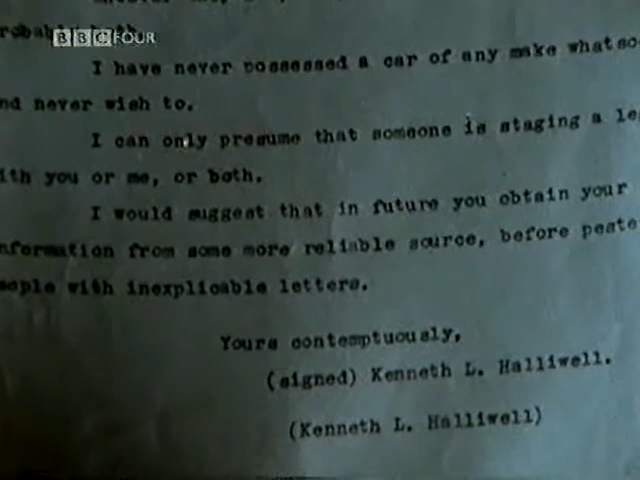 BBC FOUR
I have never possessed a car of any make whatso
nd never wish to.
I can only presume that someone is staging a le
ith you or me, or both.
I would suggest that in future you obtain your
nformation from some more reliable source, before peste
eople with inexplicable letters.
Yours contemptuously,
(signed) Kenneth L. Halliwell.
(Kenneth L. Halliwell)